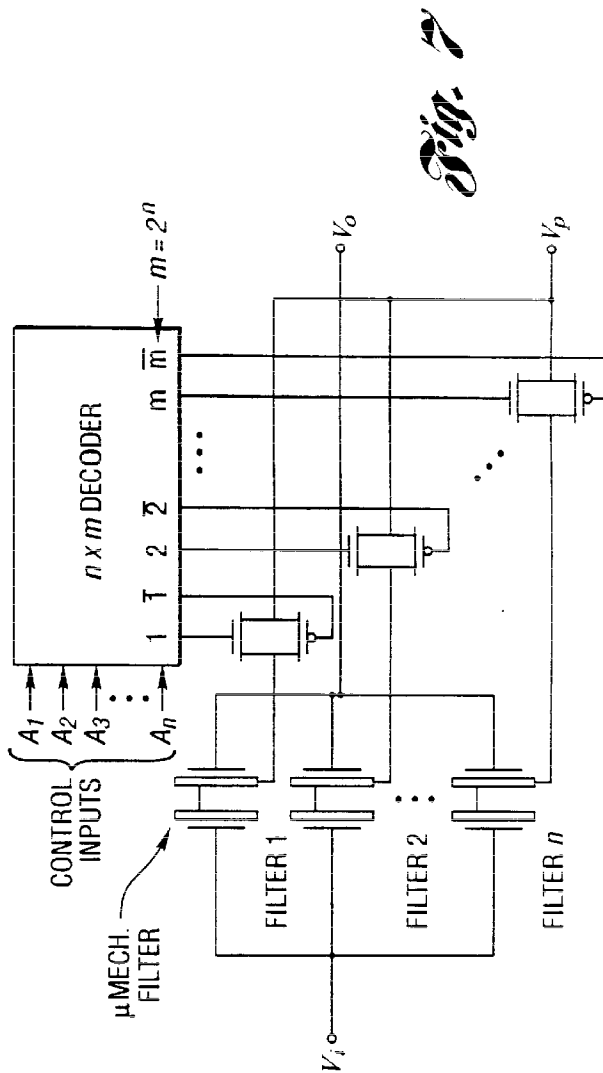 CONTROL
INPUTS
A1
A2
A3
An
n x m DECODER
1 1̅ 2 2̅ m m̅
m = 2^n
μMECH.
FILTER
FILTER 1
FILTER 2
FILTER n
Vi
Vo
Vp
Fig. 7